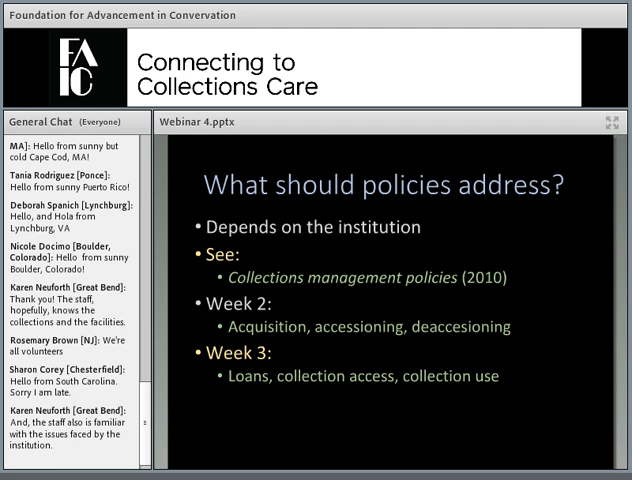 Foundation for Advancement in Convervation
FA
IC
Connecting to
Collections Care
General Chat (Everyone)
MA]: Hello from sunny but
cold Cape Cod, MA!
Tania Rodriguez [Ponce]:
Hello from sunny Puerto Rico!
Deborah Spanich [Lynchburg]:
Hello, and Hola from
Lynchburg, VA
Nicole Docimo [Boulder,
Colorado]: Hello from sunny
Boulder, Colorado!
Karen Neuforth [Great Bend]:
Thank you! The staff,
hopefully, knows the
collections and the facilities.
Rosemary Brown [NJ]: We're
all volunteers
Sharon Corey [Chesterfield]:
Hello from South Carolina.
Sorry I am late.
Karen Neuforth [Great Bend]:
And, the staff also is familiar
with the issues faced by the
institution.
Webinar 4.pptx
What should policies address?
• Depends on the institution
• See:
• Collections management policies (2010)
• Week 2:
• Acquisition, accessioning, deaccesioning
• Week 3:
• Loans, collection access, collection use